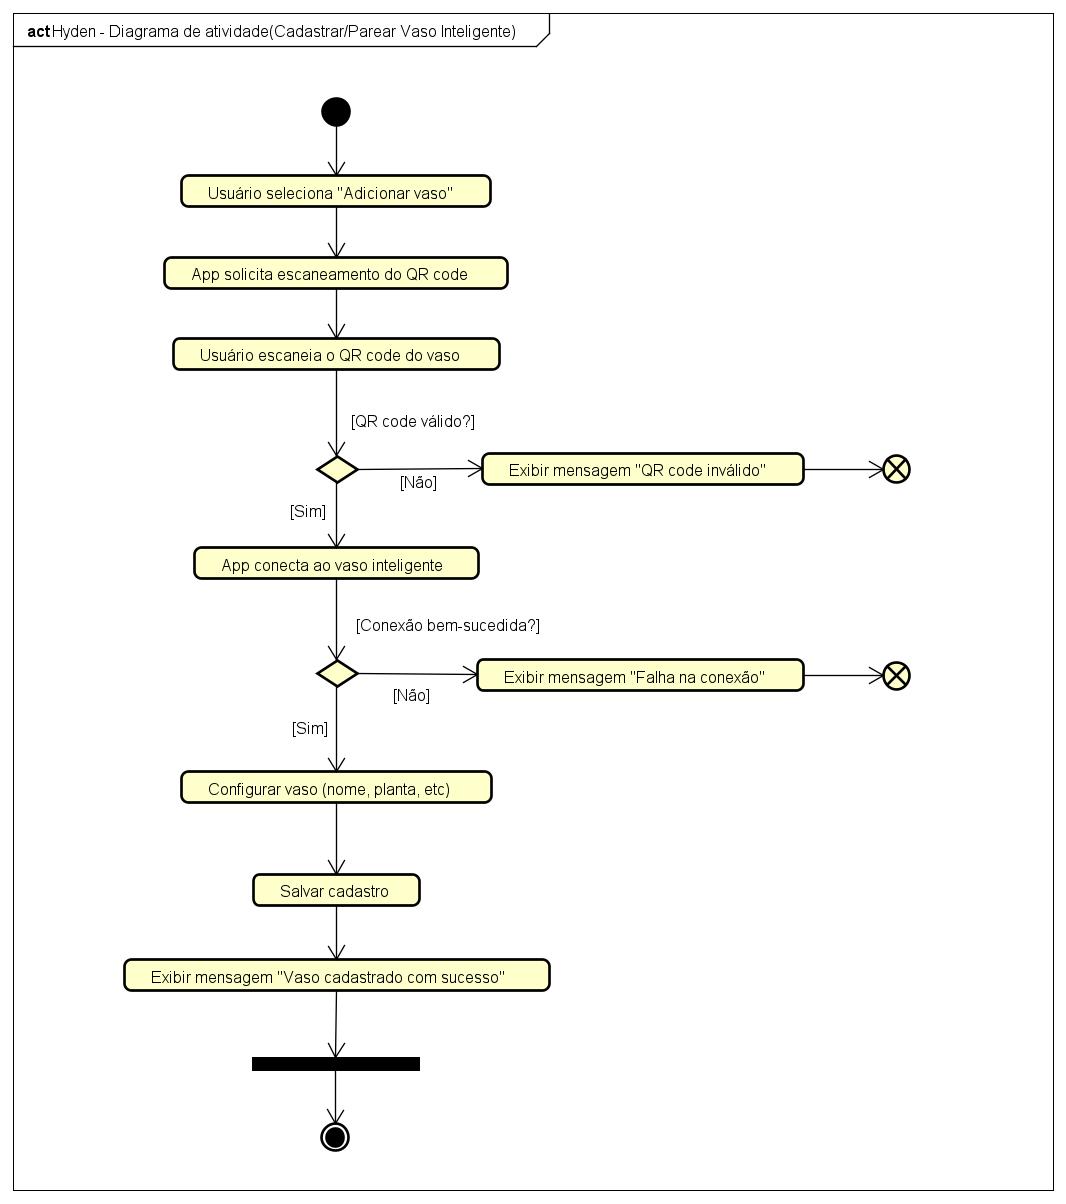 act Hyden - Diagrama de atividade(Cadastrar/Parear Vaso Inteligente)
Usuário seleciona "Adicionar vaso"
App solicita escaneamento do QR code
Usuário escaneia o QR code do vaso
[QR code válido?]
Exibir mensagem "QR code inválido"
[Não]
[Sim]
App conecta ao vaso inteligente
[Conexão bem-sucedida?]
Exibir mensagem "Falha na conexão"
[Não]
[Sim]
Configurar vaso (nome, planta, etc)
Salvar cadastro
Exibir mensagem "Vaso cadastrado com sucesso"